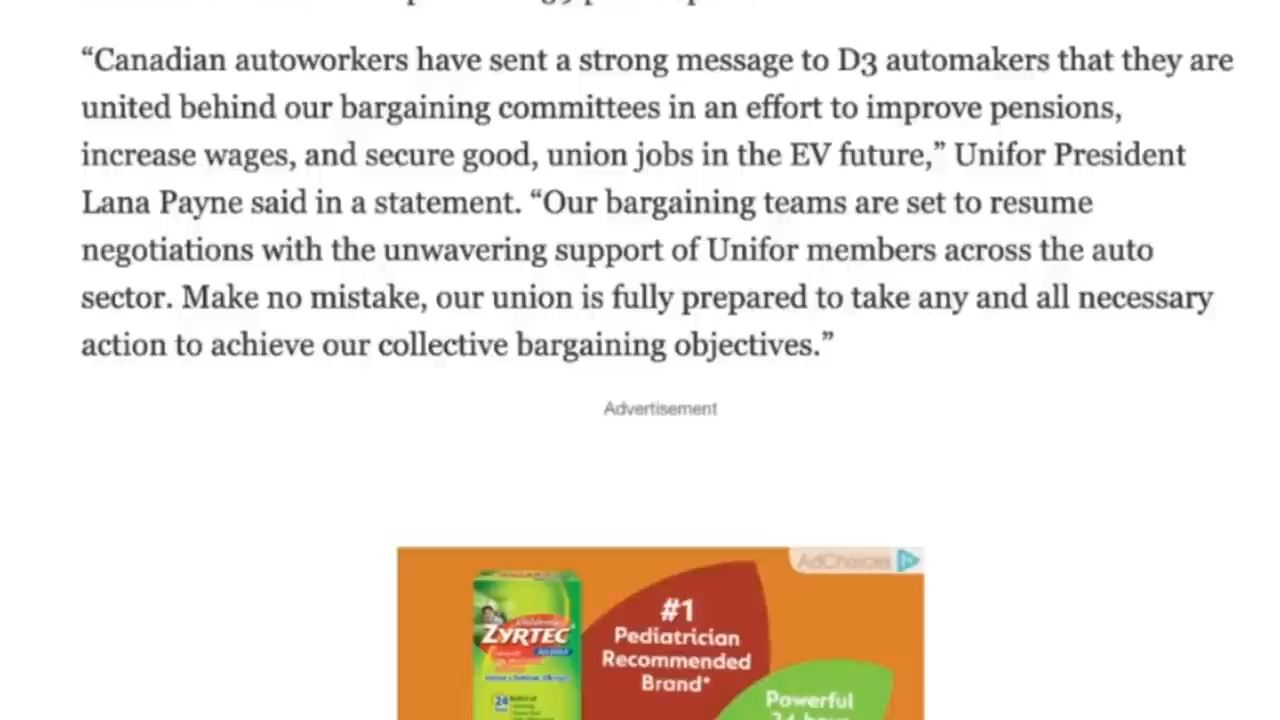 “Canadian autoworkers have sent a strong message to D3 automakers that they are
united behind our bargaining committees in an effort to improve pensions,
increase wages, and secure good, union jobs in the EV future,” Unifor President
Lana Payne said in a statement. “Our bargaining teams are set to resume
negotiations with the unwavering support of Unifor members across the auto
sector. Make no mistake, our union is fully prepared to take any and all necessary
action to achieve our collective bargaining objectives.”
Advertisement
AdChoices
ZYRTEC
24
#1
Pediatrician
Recommended
Brand*
Powerful